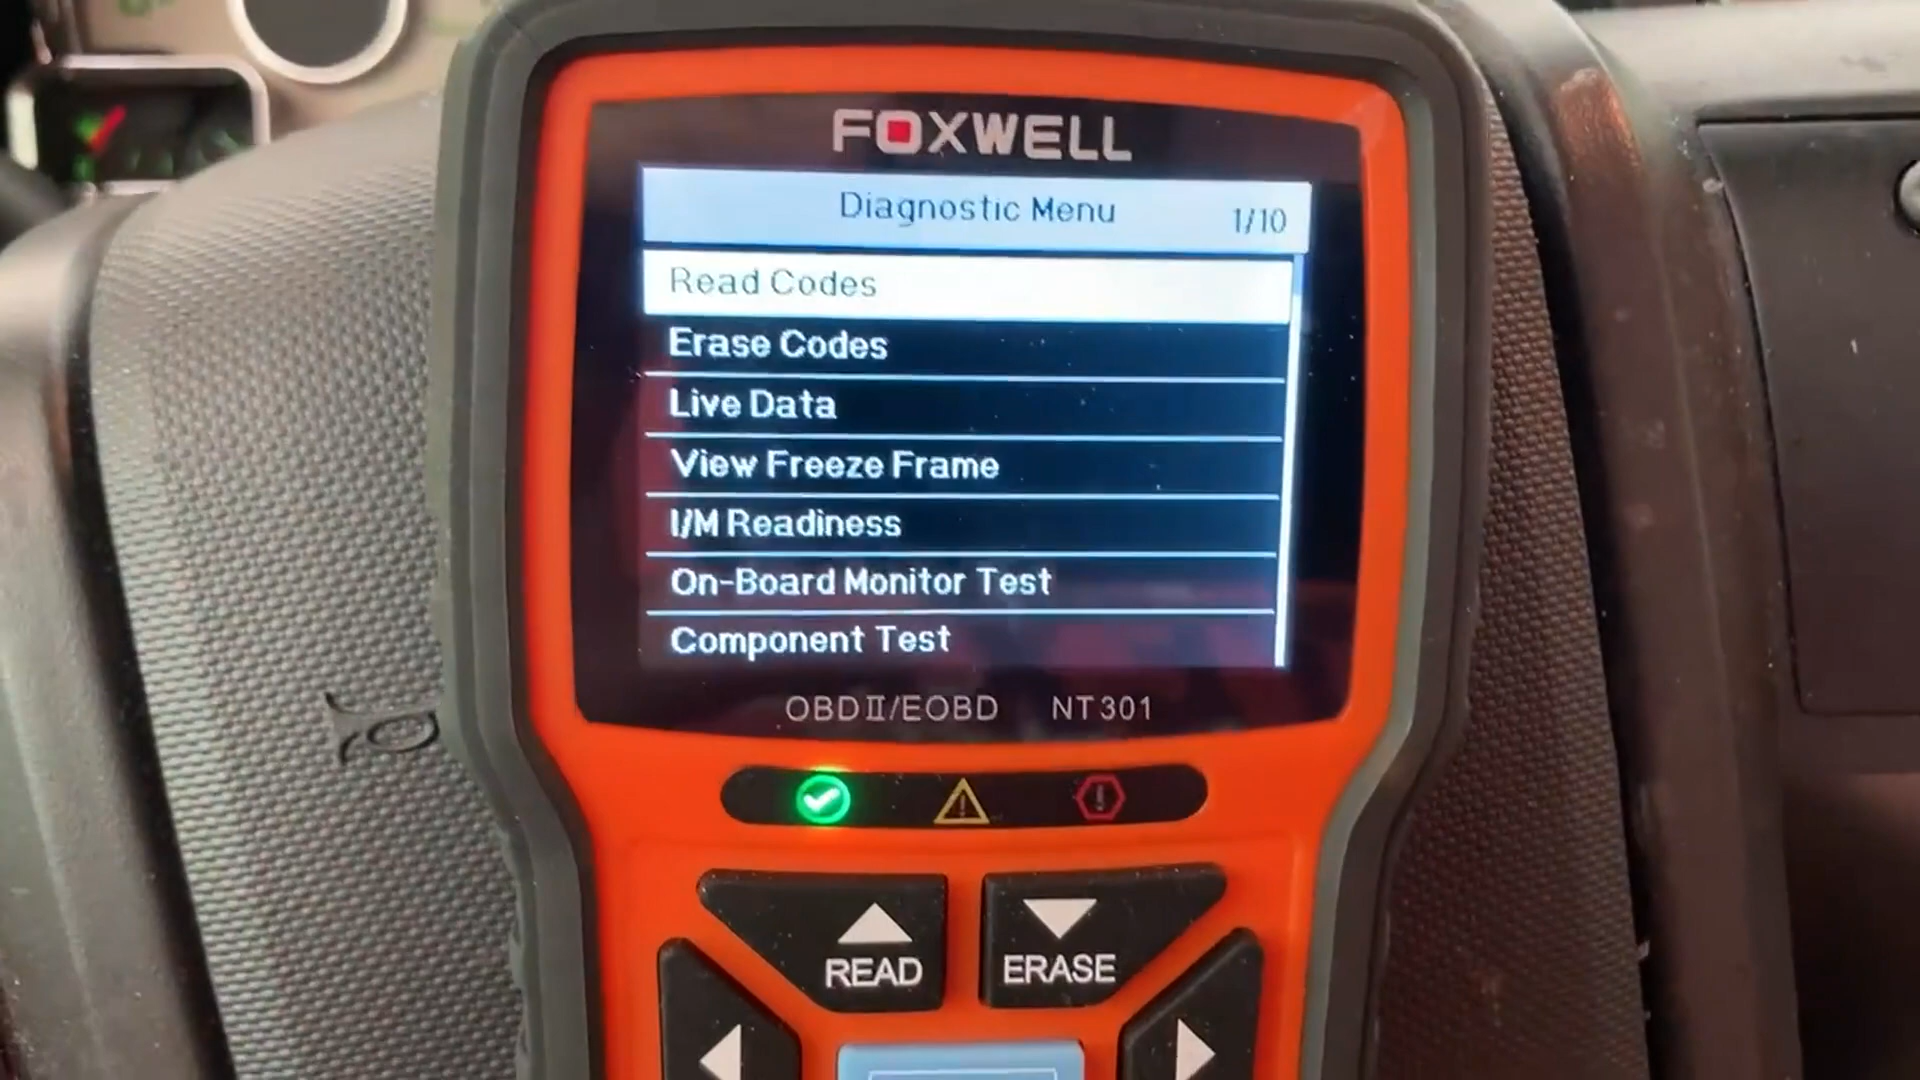 FOXWELL
Diagnostic Menu 1/10
Read Codes
Erase Codes
Live Data
View Freeze Frame
I/M Readiness
On-Board Monitor Test
Component Test
OBDII/EOBD NT301
READ ERASE